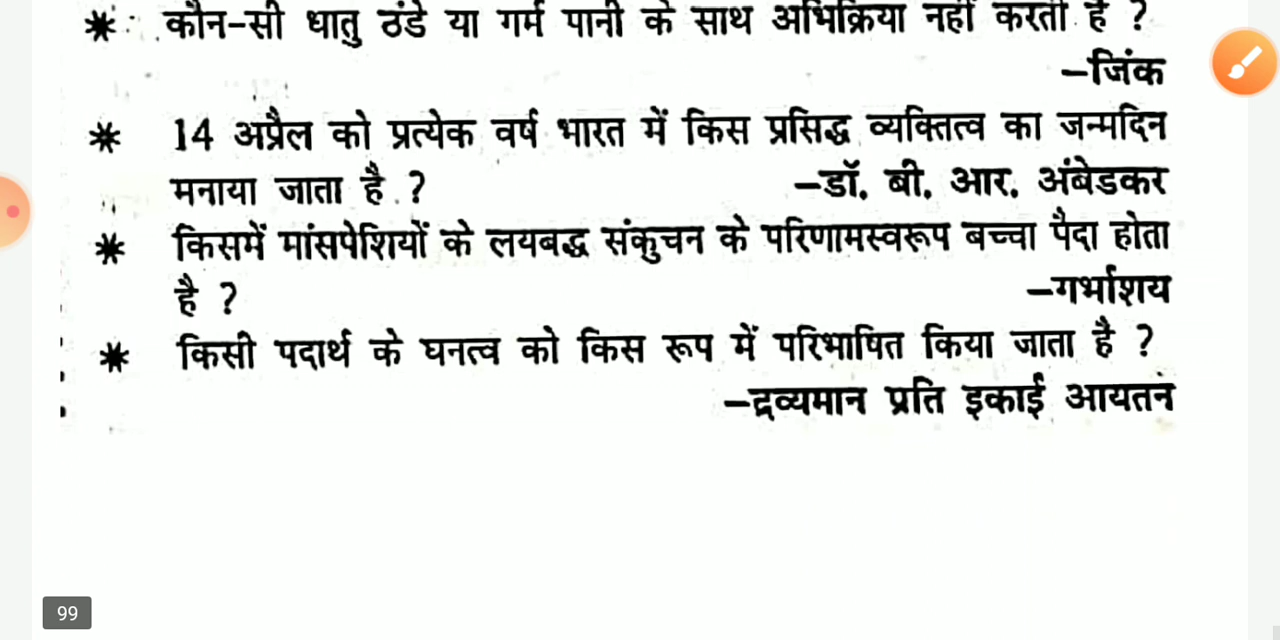 * कौन-सी धातु ठंडे या गर्म पानी के साथ अभिक्रिया नहीं करती है ?
–जिंक
* 14 अप्रैल को प्रत्येक वर्ष भारत में किस प्रसिद्ध व्यक्तित्व का जन्मदिन
मनाया जाता है ? –डॉ. बी. आर. अंबेडकर
* किसमें मांसपेशियों के लयबद्ध संकुचन के परिणामस्वरूप बच्चा पैदा होता
है ? –गर्भाशय
* किसी पदार्थ के घनत्व को किस रूप में परिभाषित किया जाता है ?
–द्रव्यमान प्रति इकाई आयतन
99